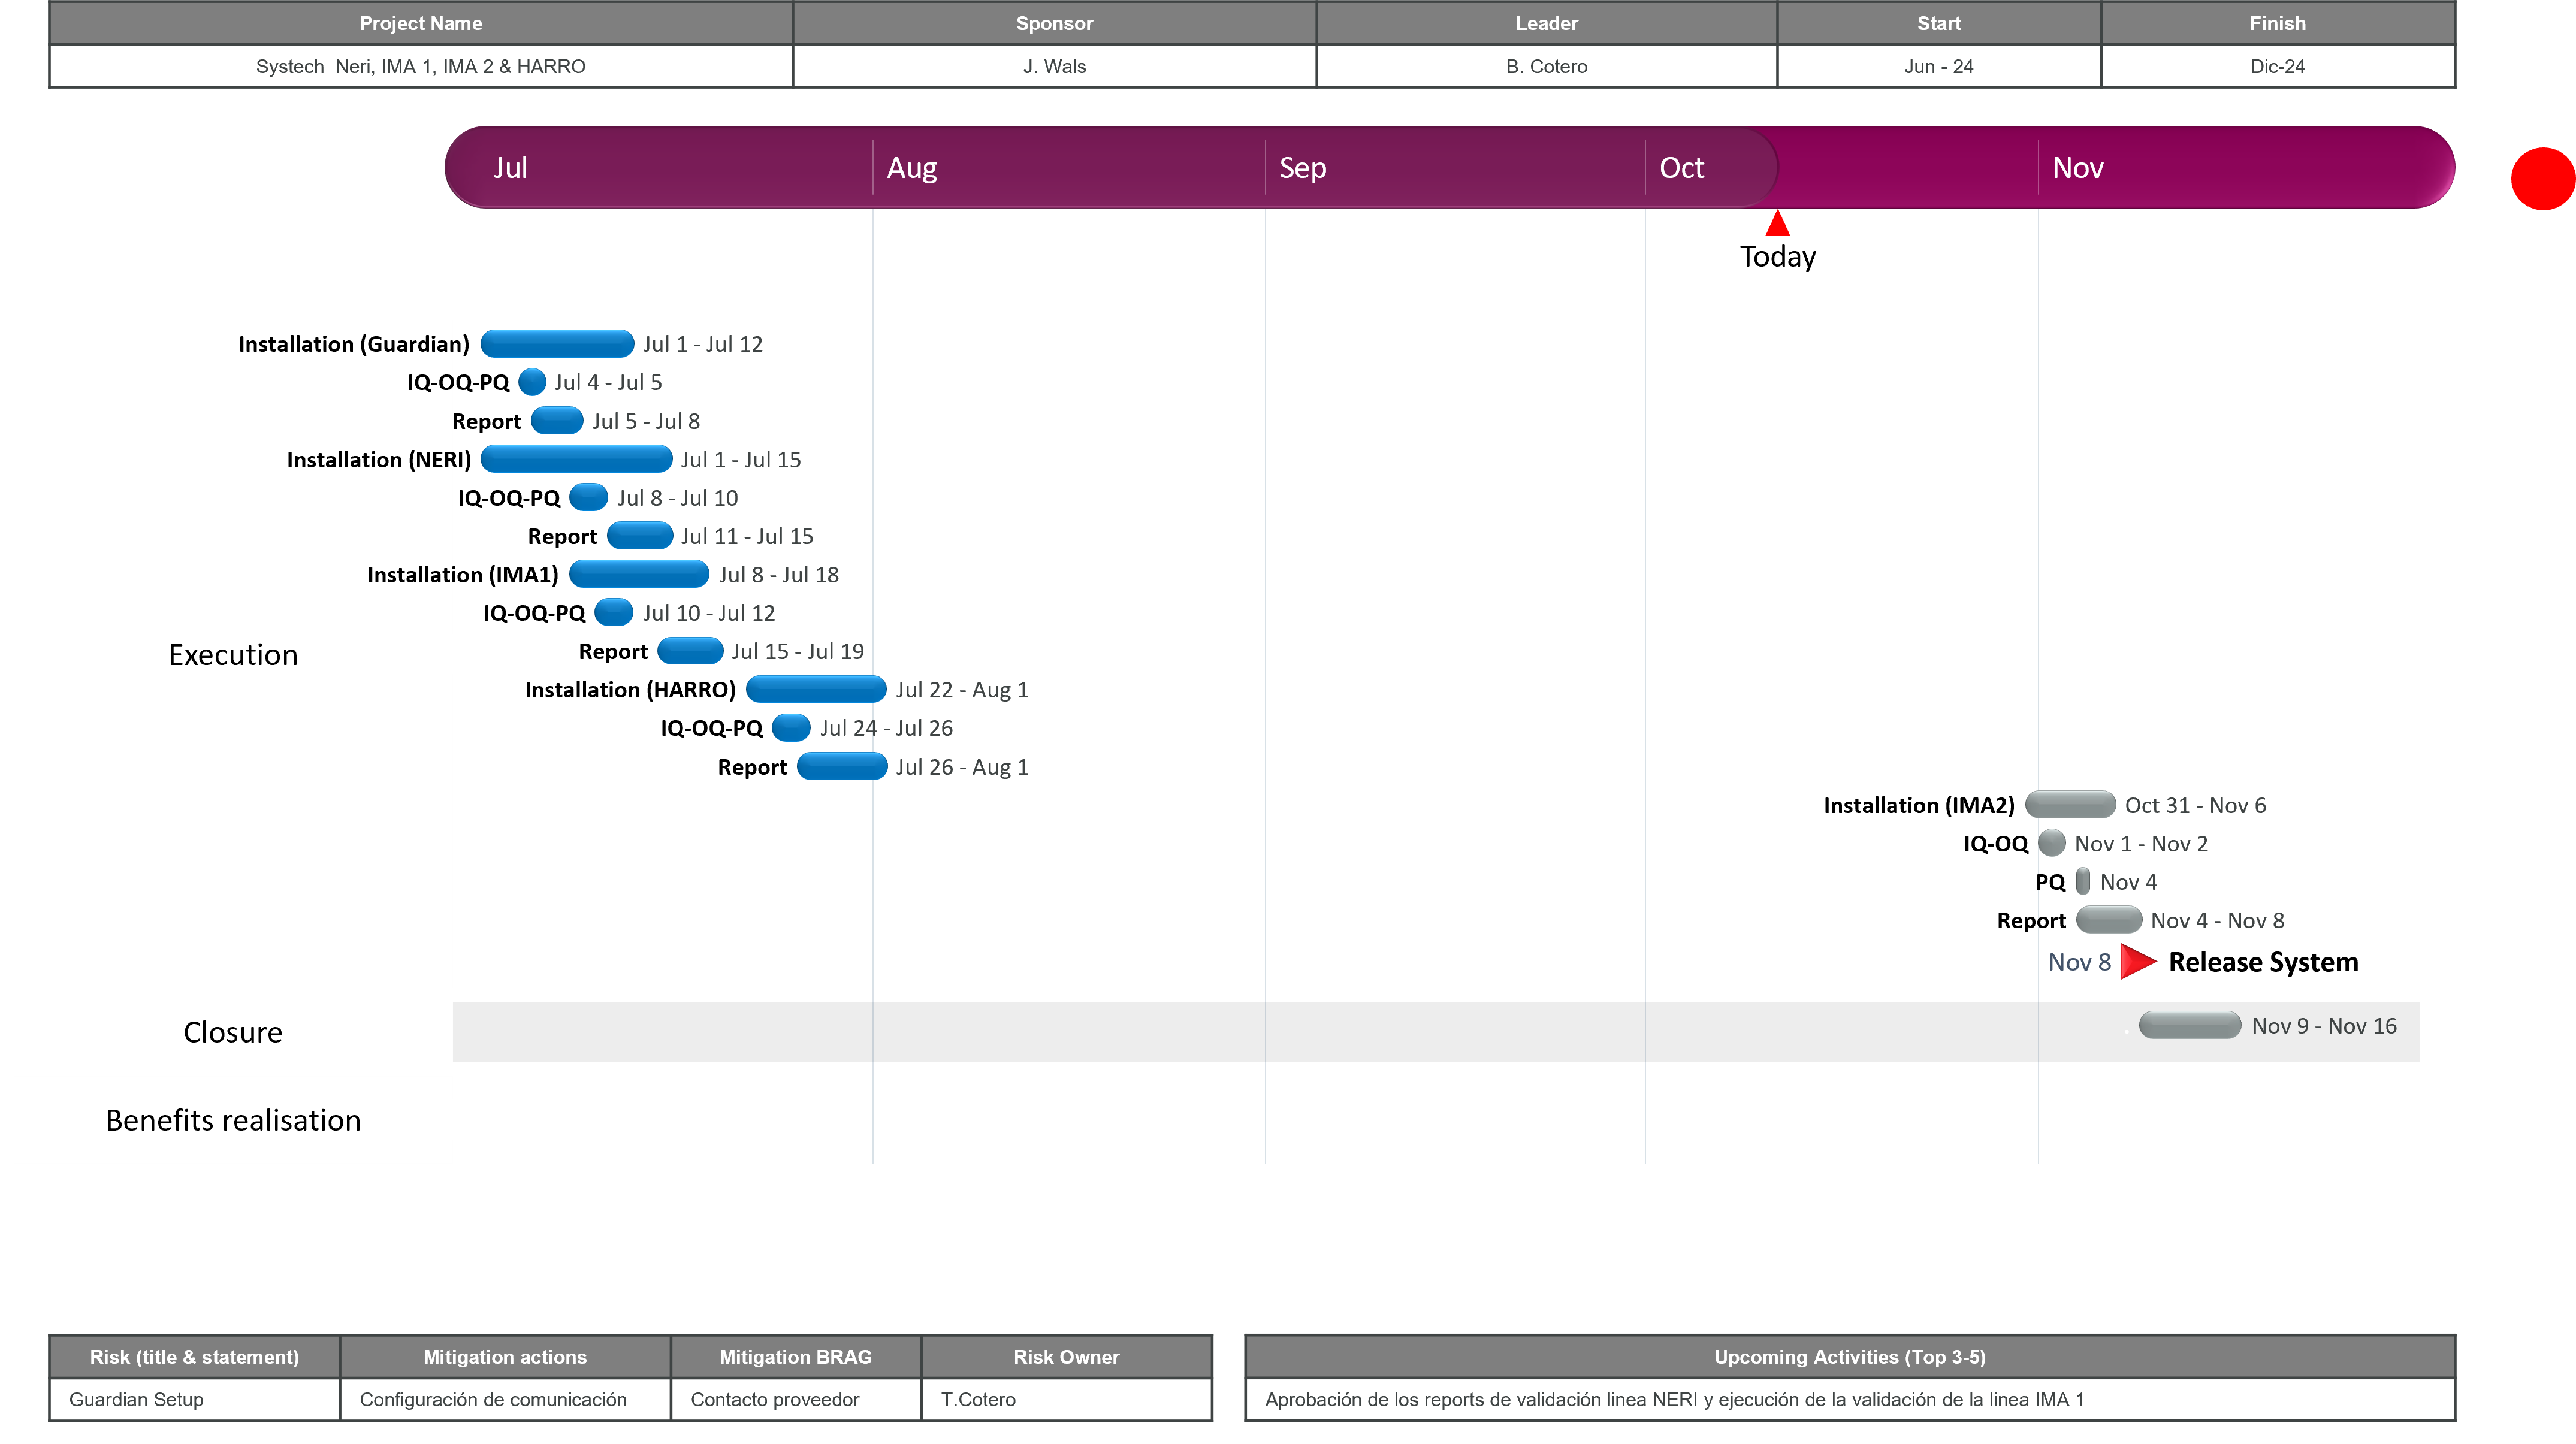 Project Name Sponsor Leader Start Finish
Systech Neri, IMA 1, IMA 2 & HARRO J. Wals B. Cotero Jun - 24 Dic-24
Jul Aug Sep Oct Nov
Today
Installation (Guardian) Jul 1 - Jul 12
IQ-OQ-PQ Jul 4 - Jul 5
Report Jul 5 - Jul 8
Installation (NERI) Jul 1 - Jul 15
IQ-OQ-PQ Jul 8 - Jul 10
Report Jul 11 - Jul 15
Installation (IMA1) Jul 8 - Jul 18
IQ-OQ-PQ Jul 10 - Jul 12
Execution
Report Jul 15 - Jul 19
Installation (HARRO) Jul 22 - Aug 1
IQ-OQ-PQ Jul 24 - Jul 26
Report Jul 26 - Aug 1
Installation (IMA2) Oct 31 - Nov 6
IQ-OQ Nov 1 - Nov 2
PQ Nov 4
Report Nov 4 - Nov 8
Nov 8 Release System
Closure Nov 9 - Nov 16
Benefits realisation
Risk (title & statement) Mitigation actions Mitigation BRAG Risk Owner
Guardian Setup Configuración de comunicación Contacto proveedor T.Cotero
Upcoming Activities (Top 3-5)
Aprobación de los reports de validación linea NERI y ejecución de la validación de la linea IMA 1